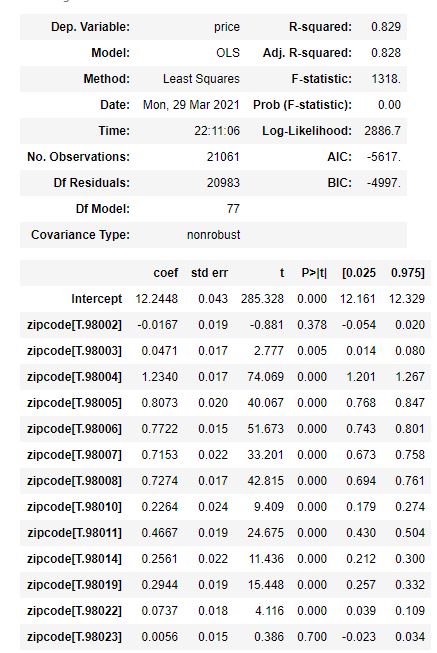 Dep. Variable: price R-squared: 0.829
Model: OLS Adj. R-squared: 0.828
Method: Least Squares F-statistic: 1318.
Date: Mon, 29 Mar 2021 Prob (F-statistic): 0.00
Time: 22:11:06 Log-Likelihood: 2886.7
No. Observations: 21061 AIC: -5617.
Df Residuals: 20983 BIC: -4997.
Df Model: 77
Covariance Type: nonrobust
coef std err t P>|t| [0.025 0.975]
Intercept 12.2448 0.043 285.328 0.000 12.161 12.329
zipcode[T.98002] -0.0167 0.019 -0.881 0.378 -0.054 0.020
zipcode[T.98003] 0.0471 0.017 2.777 0.005 0.014 0.080
zipcode[T.98004] 1.2340 0.017 74.069 0.000 1.201 1.267
zipcode[T.98005] 0.8073 0.020 40.067 0.000 0.768 0.847
zipcode[T.98006] 0.7722 0.015 51.673 0.000 0.743 0.801
zipcode[T.98007] 0.7153 0.022 33.201 0.000 0.673 0.758
zipcode[T.98008] 0.7274 0.017 42.815 0.000 0.694 0.761
zipcode[T.98010] 0.2264 0.024 9.409 0.000 0.179 0.274
zipcode[T.98011] 0.4667 0.019 24.675 0.000 0.430 0.504
zipcode[T.98014] 0.2561 0.022 11.436 0.000 0.212 0.300
zipcode[T.98019] 0.2944 0.019 15.448 0.000 0.257 0.332
zipcode[T.98022] 0.0737 0.018 4.116 0.000 0.039 0.109
zipcode[T.98023] 0.0056 0.015 0.386 0.700 -0.023 0.034